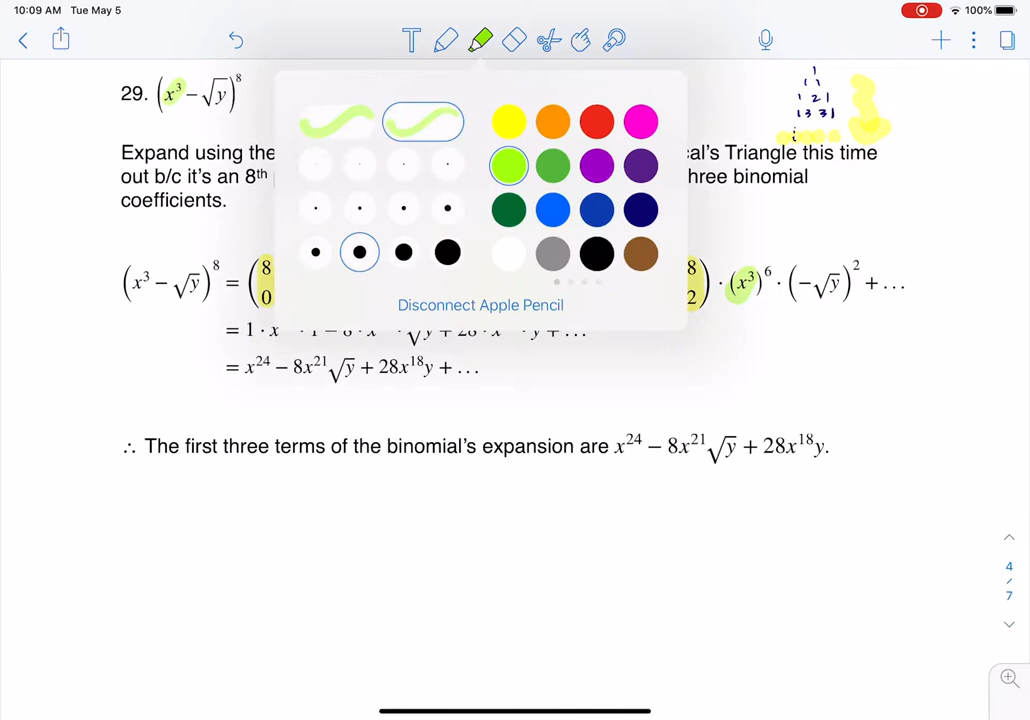 10:09 AM Tue May 5
100%
T
29. (x³ − √y)⁸
1
1 1
1 2 1
1 3 3 1
Expand using the
al's Triangle this time
out b/c it's an 8th
hree binomial
coefficients.
(x³ − √y)⁸ = (8 0)
(8 2) · (x³)⁶ · (−√y)² + …
Disconnect Apple Pencil
= x²⁴ − 8x²¹√y + 28x¹⁸y + …
∴ The first three terms of the binomial's expansion are x²⁴ − 8x²¹√y + 28x¹⁸y.
4
/
7